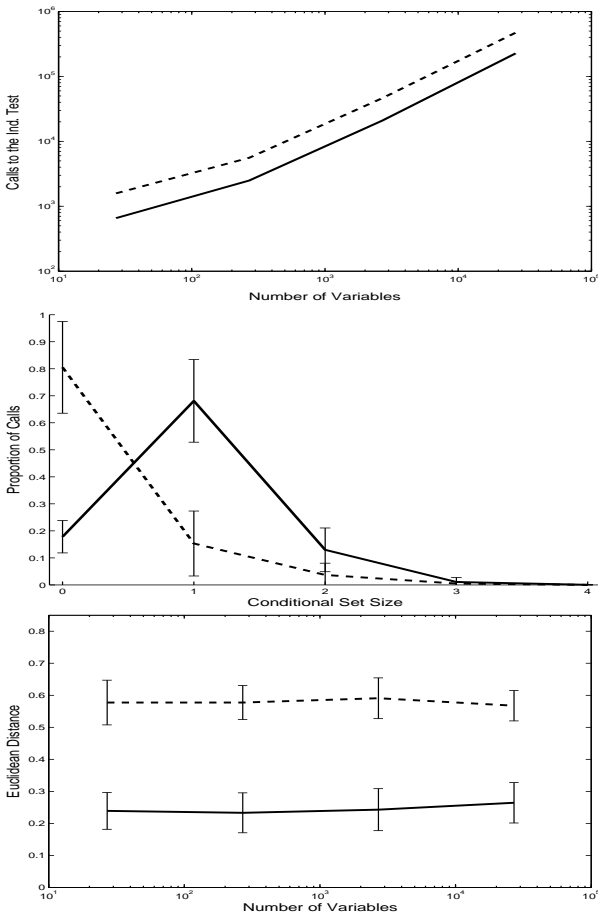 10^6
10^5
10^4
10^3
10^2
Calls to the Ind. Test
10^1 10^2 10^3 10^4 10^5
Number of Variables
1
0.9
0.8
0.7
0.6
0.5
0.4
0.3
0.2
0.1
0
Proportion of Calls
0 1 2 3 4
Conditional Set Size
0.8
0.7
0.6
0.5
0.4
0.3
0.2
0.1
0
Euclidean Distance
10^1 10^2 10^3 10^4 10^5
Number of Variables